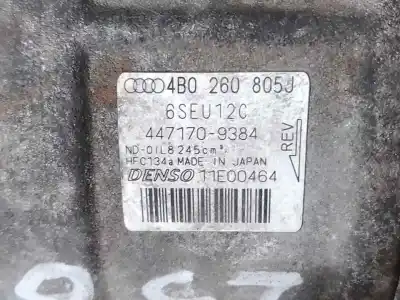 4B0 260 805J
6SEU12C
447170-9384
ND-OIL8 245cm³
HFC134a MADE IN JAPAN
DENSO 11E00464
REV